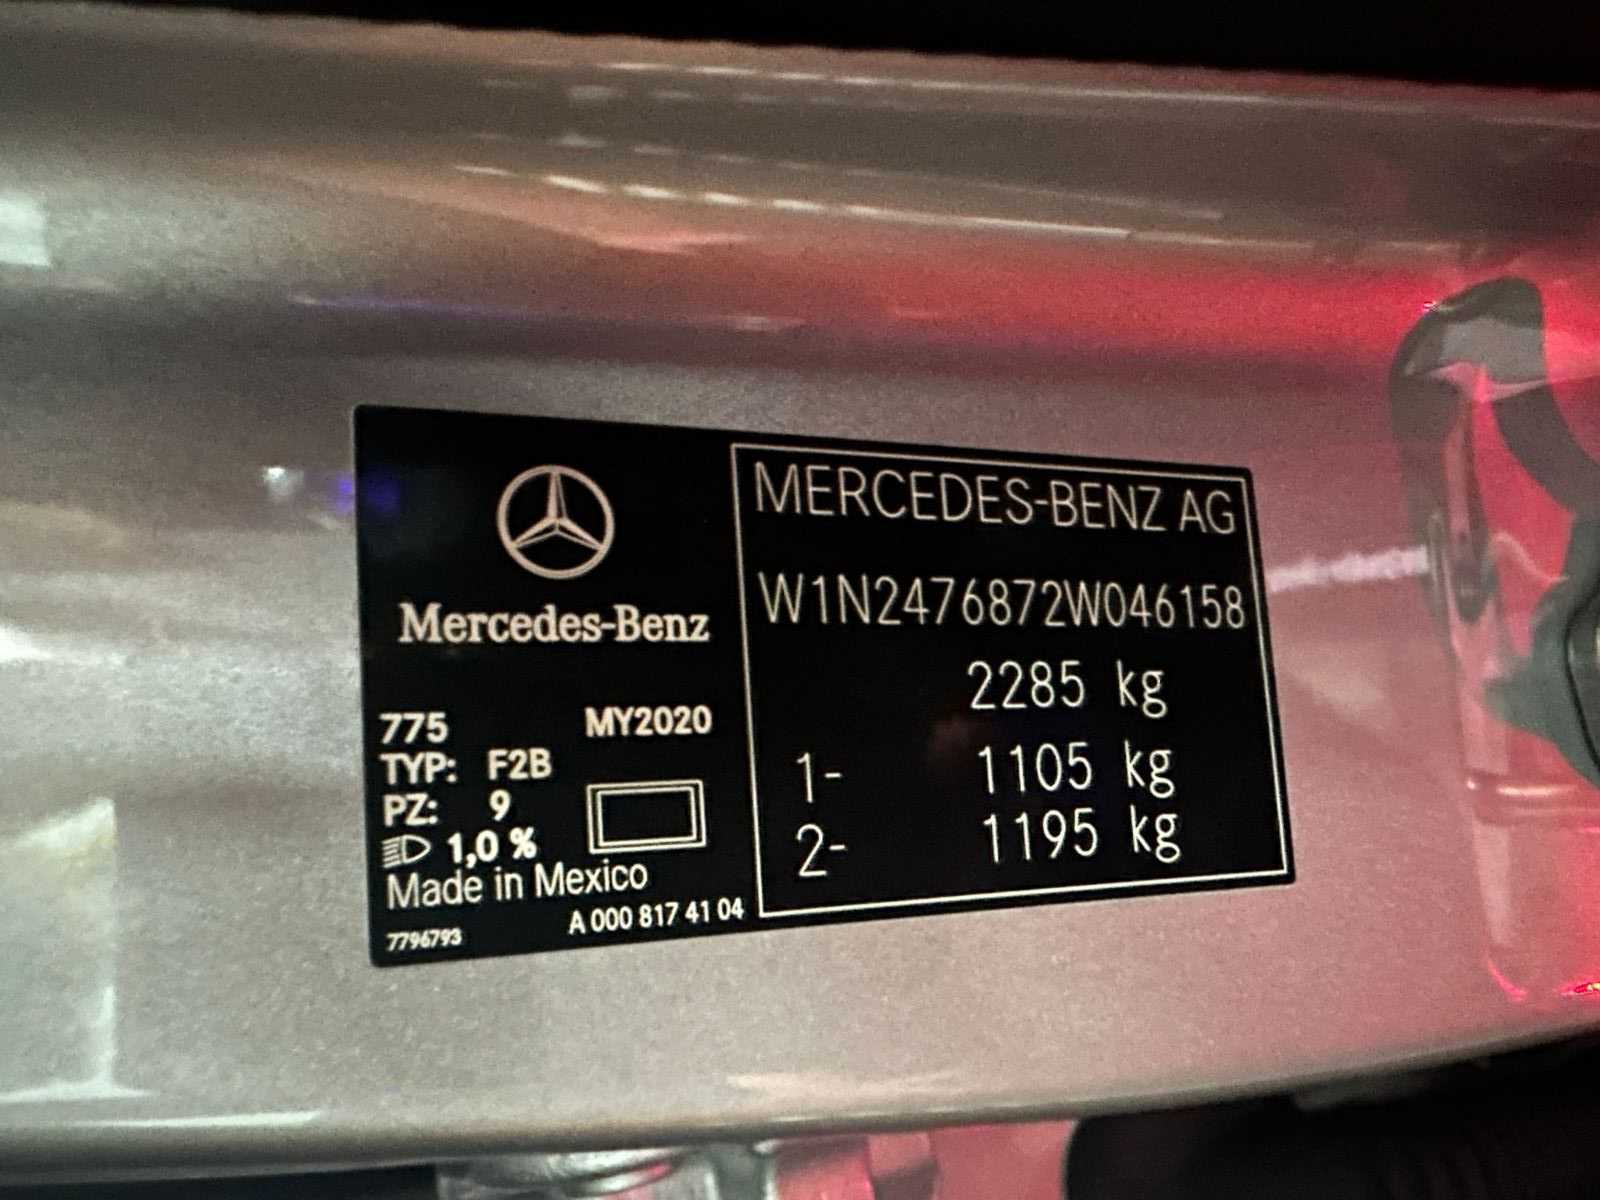 Mercedes-Benz
775 MY2020
TYP: F2B
PZ: 9
1,0 %
Made in Mexico
A 000 817 41 04
7796793
MERCEDES-BENZ AG
W1N2476872W046158
2285 kg
1- 1105 kg
2- 1195 kg